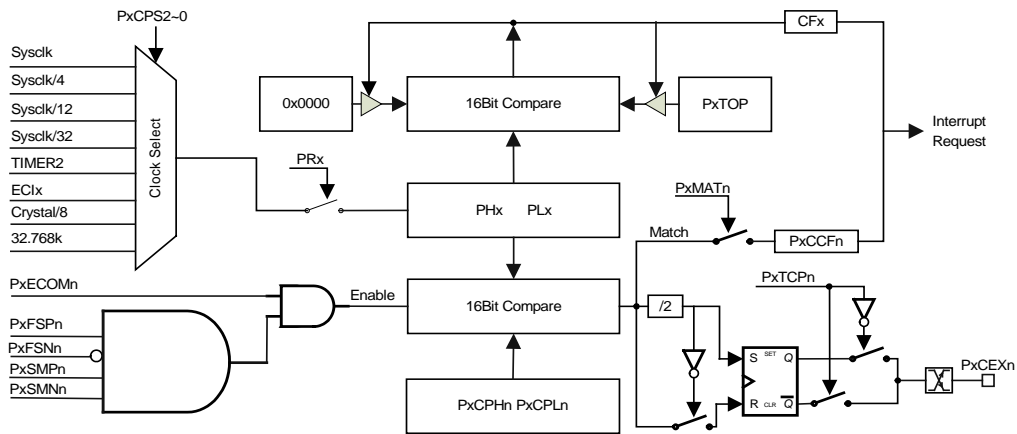 PxCPS2~0
Sysclk
Sysclk/4
Sysclk/12
Sysclk/32
TIMER2
ECIx
Crystal/8
32.768k
Clock Select
PRx
0x0000
16Bit Compare
PxTOP
CFx
Interrupt
Request
PHx PLx
PxMATn
Match
PxCCFn
PxECOMn
Enable
16Bit Compare
/2
PxTCPn
PxFSPn
PxFSNn
PxSMPn
PxSMNn
S SET Q
R CLR Q
PxCEXn
PxCPHn PxCPLn